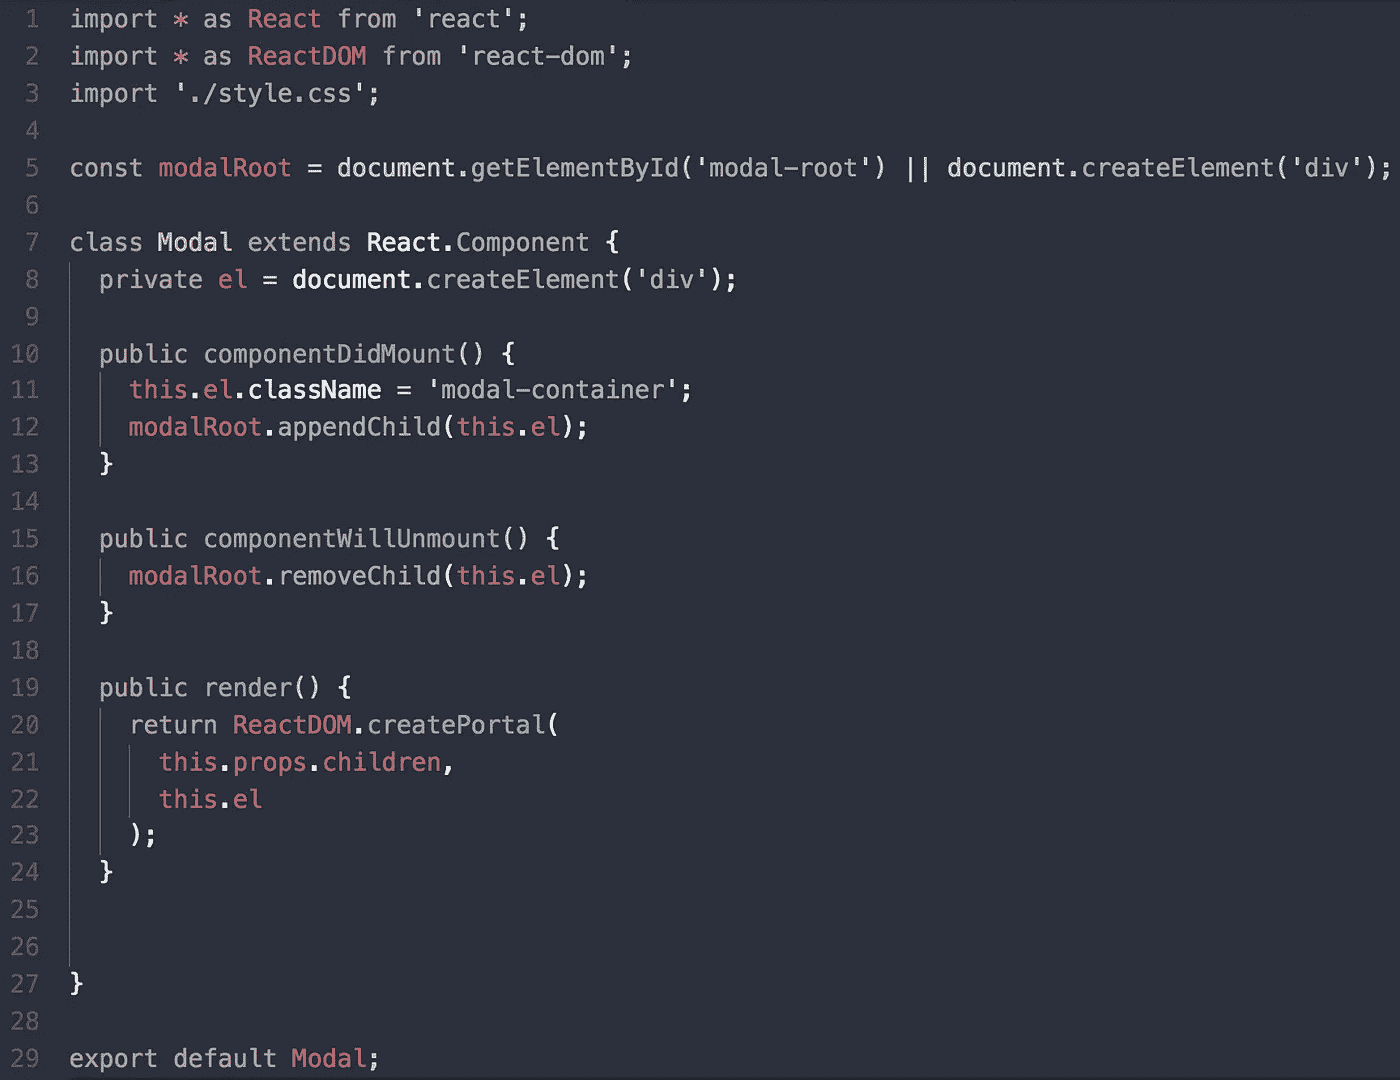 1 import * as React from 'react';
2 import * as ReactDOM from 'react-dom';
3 import './style.css';
4
5 const modalRoot = document.getElementById('modal-root') || document.createElement('div');
6
7 class Modal extends React.Component {
8   private el = document.createElement('div');
9
10   public componentDidMount() {
11     this.el.className = 'modal-container';
12     modalRoot.appendChild(this.el);
13   }
14
15   public componentWillUnmount() {
16     modalRoot.removeChild(this.el);
17   }
18
19   public render() {
20     return ReactDOM.createPortal(
21       this.props.children,
22       this.el
23     );
24   }
25
26
27 }
28
29 export default Modal;